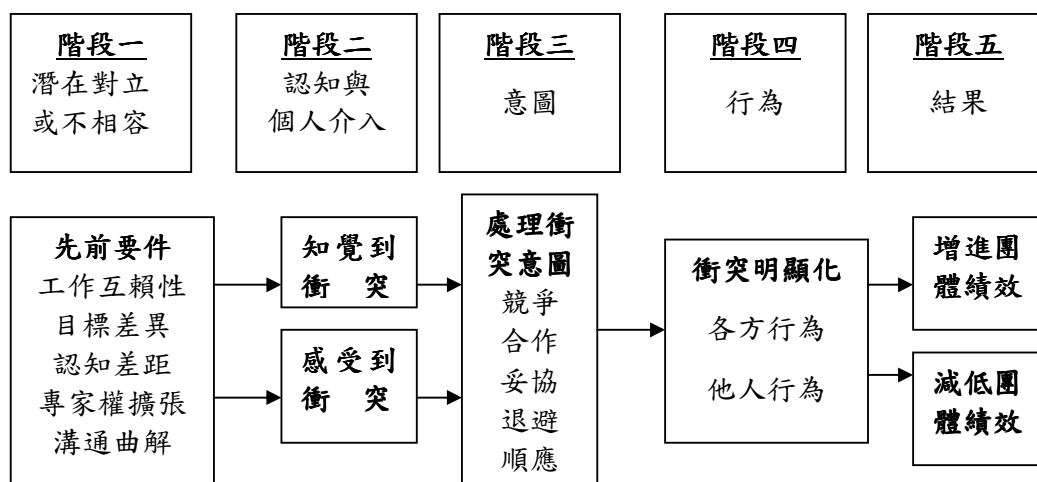 階段一
潛在對立
或不相容
階段二
認知與
個人介入
階段三
意圖
階段四
行為
階段五
結果
先前要件
工作互賴性
目標差異
認知差距
專家權擴張
溝通曲解
知覺到
衝 突
感受到
衝 突
處理衝
突意圖
競爭
合作
妥協
退避
順應
衝突明顯化
各方行為
他人行為
增進團
體績效
減低團
體績效